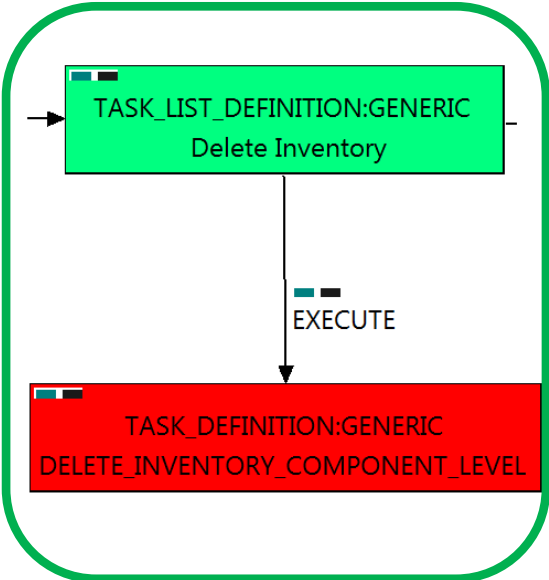 TASK_LIST_DEFINITION:GENERIC
Delete Inventory
EXECUTE
TASK_DEFINITION:GENERIC
DELETE_INVENTORY_COMPONENT_LEVEL